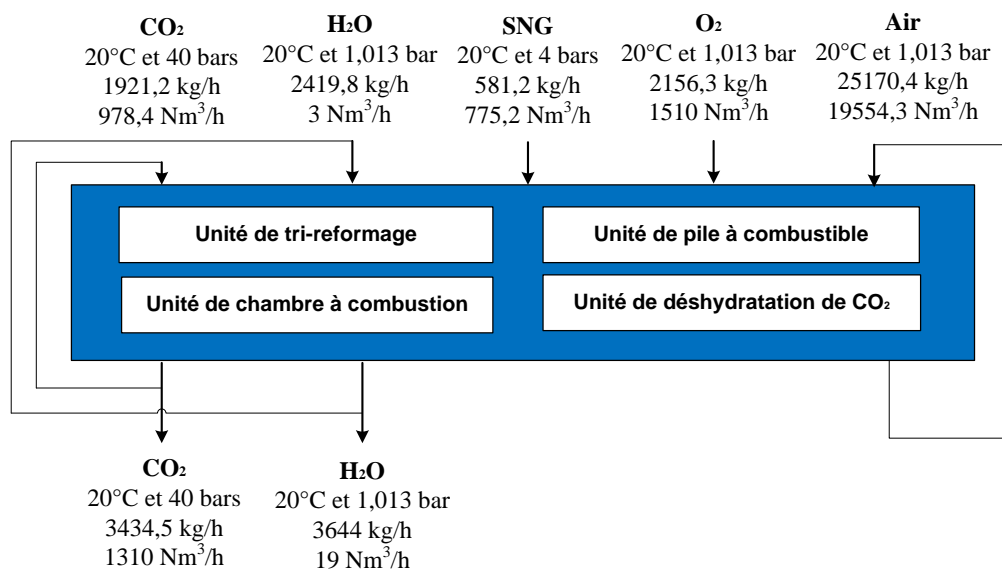 CO₂
20°C et 40 bars
1921,2 kg/h
978,4 Nm³/h
H₂O
20°C et 1,013 bar
2419,8 kg/h
3 Nm³/h
SNG
20°C et 4 bars
581,2 kg/h
775,2 Nm³/h
O₂
20°C et 1,013 bar
2156,3 kg/h
1510 Nm³/h
Air
20°C et 1,013 bar
25170,4 kg/h
19554,3 Nm³/h
Unité de tri-reformage
Unité de pile à combustible
Unité de chambre à combustion
Unité de déshydratation de CO₂
CO₂
20°C et 40 bars
3434,5 kg/h
1310 Nm³/h
H₂O
20°C et 1,013 bar
3644 kg/h
19 Nm³/h